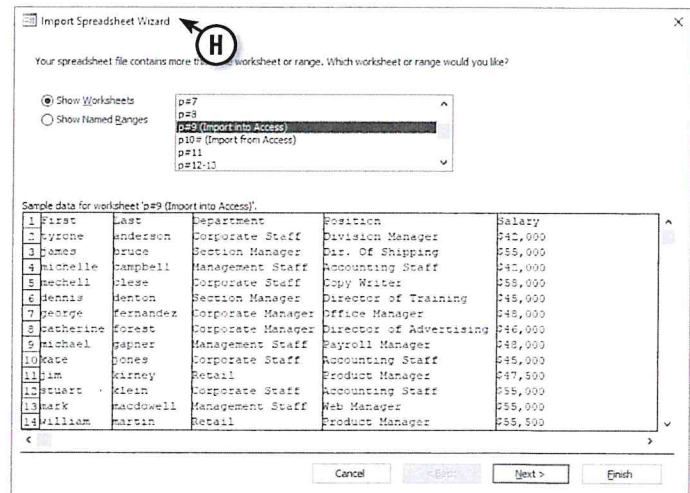 Import Spreadsheet Wizard
H
Your spreadsheet file contains more worksheet or range. Which worksheet or range would you like?
Show Worksheets
Show Named Ranges
p#7
p#8
p#9 (Import into Access)
p10# (Import from Access)
p#11
p#12-13
Sample data for worksheet 'p#9 (Import into Access)'.
1 First Last Department Position Salary
2 tyrone anderson Corporate Staff Division Manager $42,000
3 james bruce Section Manager Dir. Of Shipping $55,000
4 michelle campbell Management Staff Accounting Staff $42,000
5 mechell clese Corporate Staff Copy Writer $58,000
6 dennis denton Section Manager Director of Training $45,000
7 george fernandez Corporate Manager Office Manager $48,000
8 catherine forest Corporate Manager Director of Advertising $46,000
9 michael gapner Management Staff Payroll Manager $48,000
10 kate jones Corporate Staff Accounting Staff $45,000
11 jim kirney Retail Product Manager $47,500
12 stuart klein Corporate Staff Accounting Staff $55,000
13 mark macdowell Management Staff Web Manager $55,000
14 william martin Retail Product Manager $55,500
Cancel < Back Next > Finish